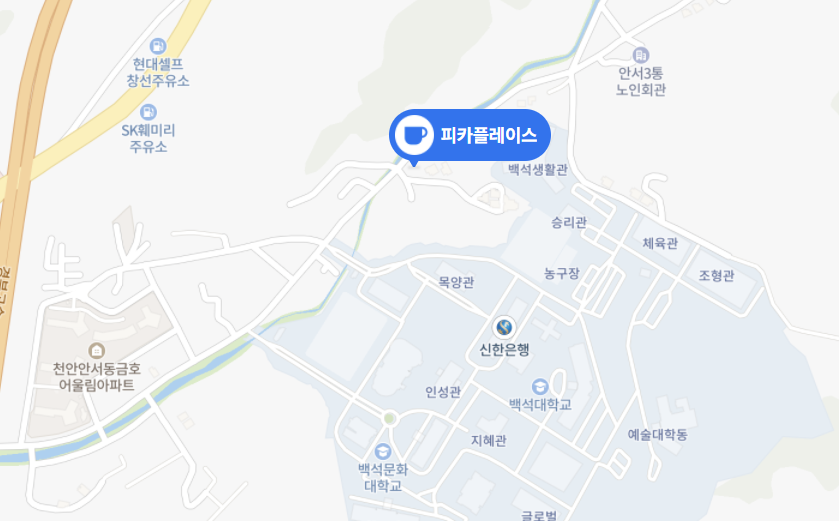 현대셀프
창선주유소
안서3통
노인회관
SK훼미리
주유소
피카플레이스
백석생활관
승리관
체육관
조형관
농구장
목양관
신한은행
천안안서동금호
어울림아파트
인성관
백석대학교
예술대학동
지혜관
백석문화
대학교
글로벌